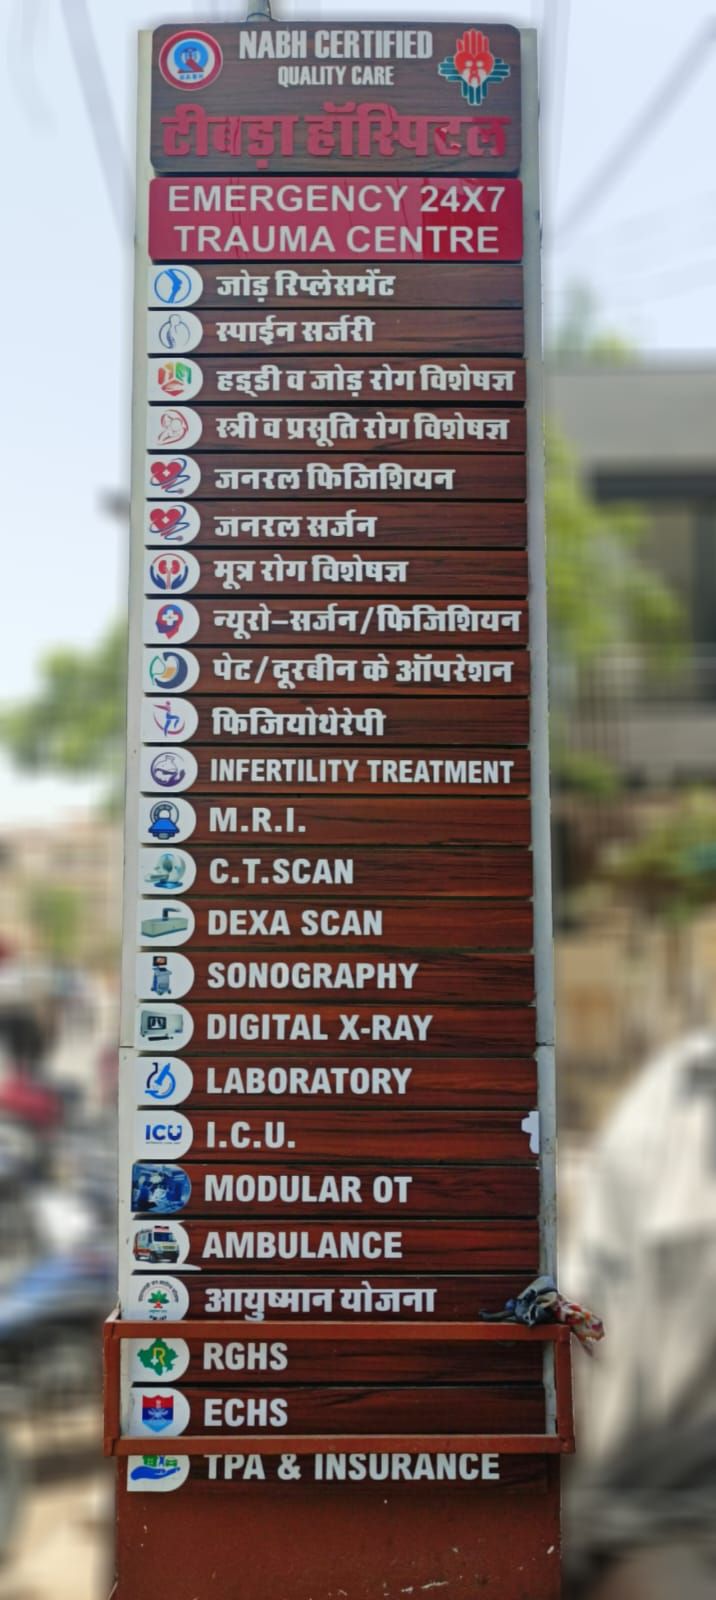 NABH CERTIFIED
QUALITY CARE
टीबड़ा हॉस्पिटल
EMERGENCY 24X7
TRAUMA CENTRE
जोड़ रिप्लेसमेंट
स्पाईन सर्जरी
हड्डी व जोड़ रोग विशेषज्ञ
स्त्री व प्रसूति रोग विशेषज्ञ
जनरल फिजिशियन
जनरल सर्जन
मूत्र रोग विशेषज्ञ
न्यूरो-सर्जन/फिजिशियन
पेट/दूरबीन के ऑपरेशन
फिजियोथेरेपी
INFERTILITY TREATMENT
M.R.I.
C.T.SCAN
DEXA SCAN
SONOGRAPHY
DIGITAL X-RAY
LABORATORY
ICU I.C.U.
MODULAR OT
AMBULANCE
आयुष्मान योजना
RGHS
ECHS
TPA & INSURANCE